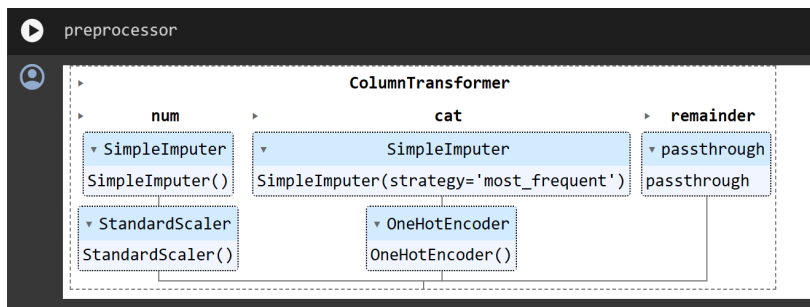 preprocessor
ColumnTransformer
num cat remainder
SimpleImputer SimpleImputer passthrough
SimpleImputer() SimpleImputer(strategy='most_frequent') passthrough
StandardScaler OneHotEncoder
StandardScaler() OneHotEncoder()